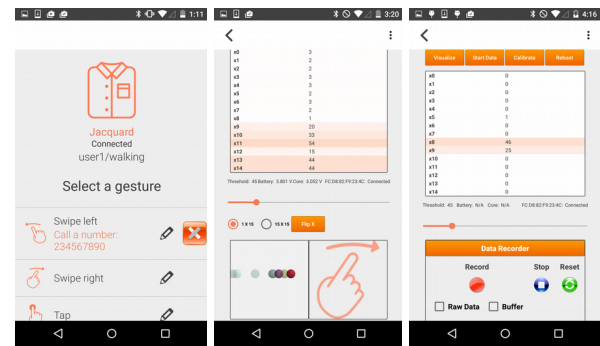 1:11
Jacquard
Connected
user1/walking
Select a gesture
Swipe left
Call a number:
234567890
Swipe right
Tap
3:20
x0 3
x1 2
x2 2
x3 3
x4 3
x5 2
x6 3
x7 2
x8 1
x9 20
x10 33
x11 54
x12 15
x13 44
x14 44
Threshold: 45 Battery: 3.801 V Core: 3.052 V FC:D8:82:F9:23:4C: Connected
1 X 15
15 X 15
Flip X
4:16
Visualize Start Data Calibrate Reboot
x0 0
x1 0
x2 0
x3 0
x4 0
x5 1
x6 0
x7 0
x8 46
x9 25
x10 0
x11 0
x12 0
x13 0
x14 0
Threshold: 45 Battery: N/A Core: N/A FC:D8:82:F9:23:4C: Connected
Data Recorder
Record Stop Reset
Raw Data Buffer